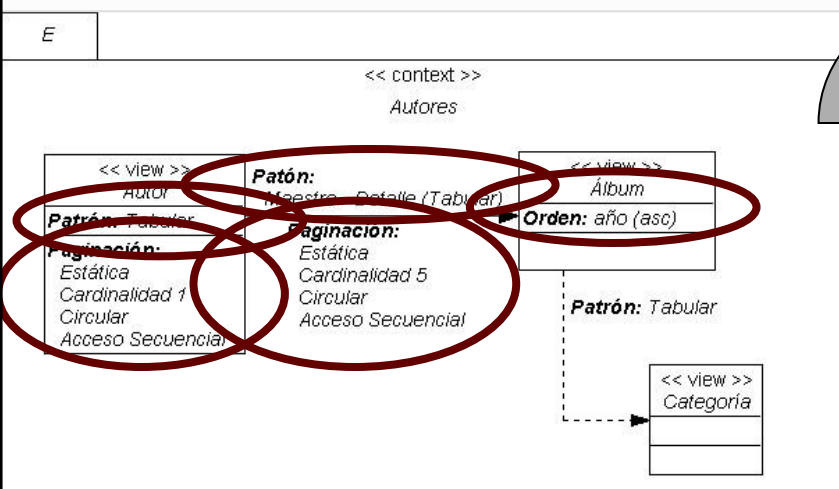 E
<< context >>
Autores
<< view >>
Autor
Patrón: Tabular
Paginación:
Estática
Cardinalidad 1
Circular
Acceso Secuencial
Patón:
Maestro - Detalle (Tabular)
Paginación:
Estática
Cardinalidad 5
Circular
Acceso Secuencial
<< view >>
Álbum
Orden: año (asc)
Patrón: Tabular
<< view >>
Categoría